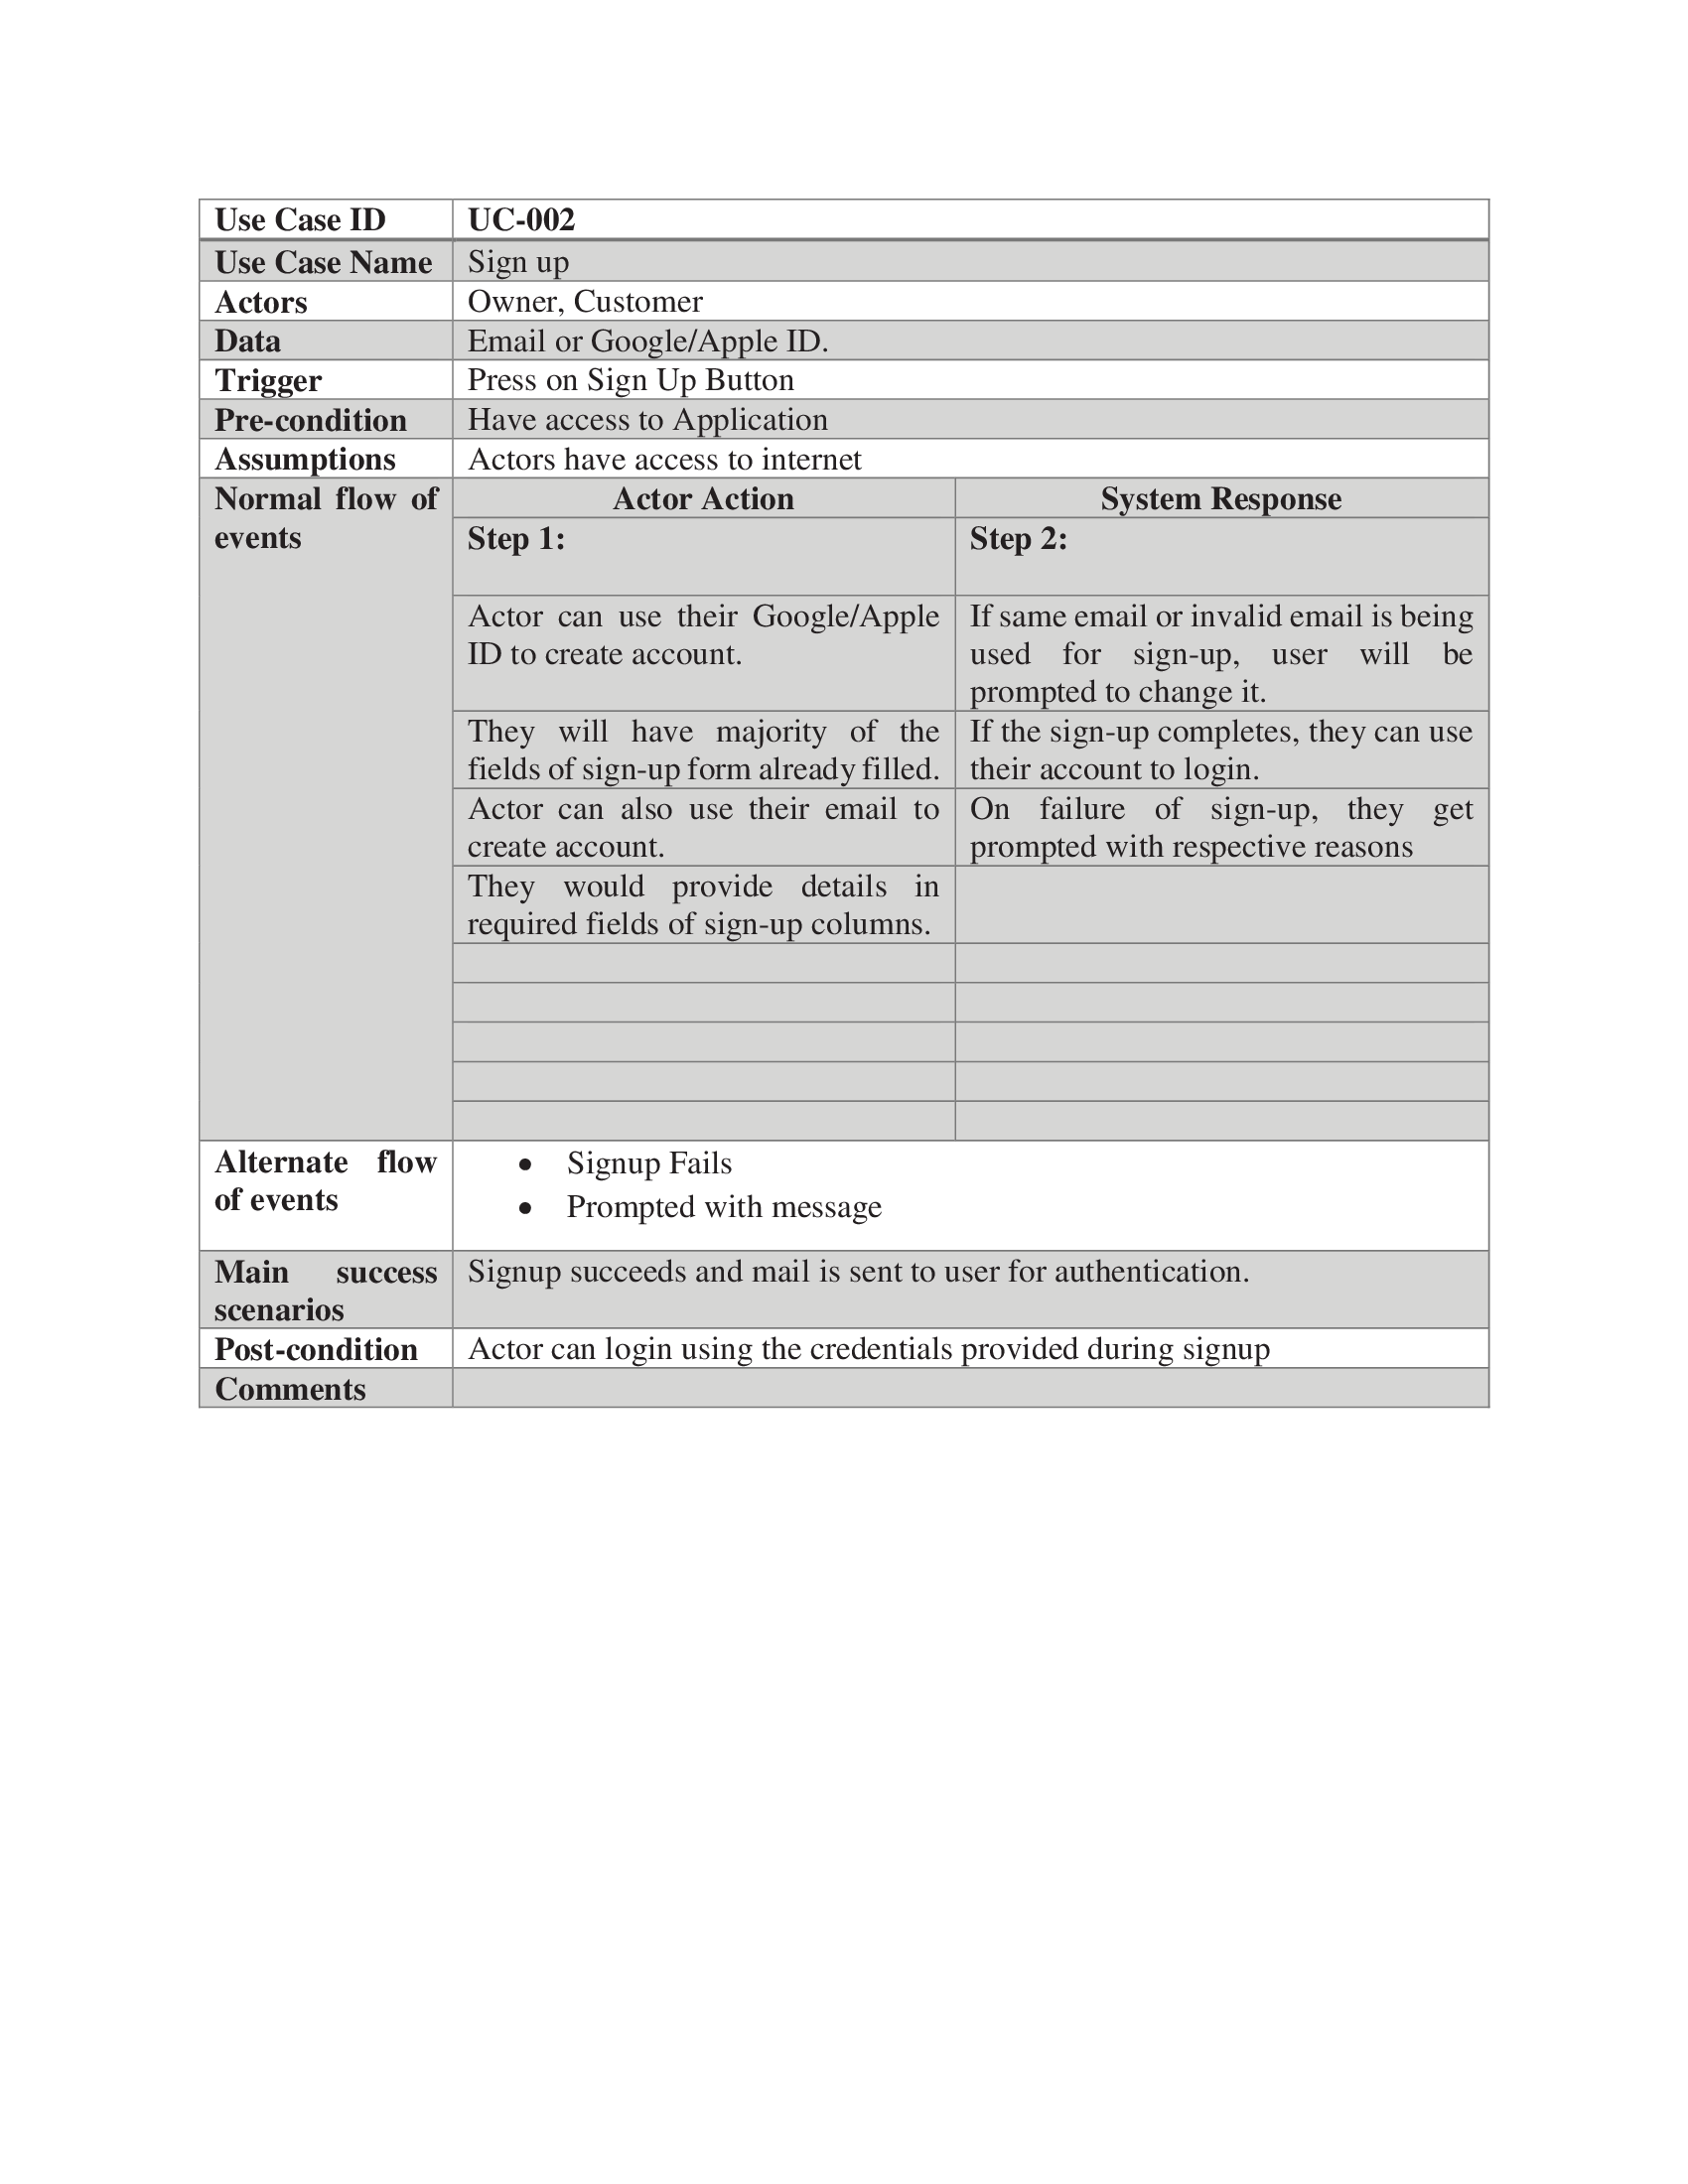 Use Case ID UC-002
Use Case Name Sign up
Actors Owner, Customer
Data Email or Google/Apple ID.
Trigger Press on Sign Up Button
Pre-condition Have access to Application
Assumptions Actors have access to internet
Normal flow of events
Actor Action System Response
Step 1: Step 2:
Actor can use their Google/Apple
ID to create account.
If same email or invalid email is being
used for sign-up, user will be
prompted to change it.
They will have majority of the
fields of sign-up form already filled.
If the sign-up completes, they can use
their account to login.
Actor can also use their email to
create account.
On failure of sign-up, they get
prompted with respective reasons
They would provide details in
required fields of sign-up columns.
Alternate flow
of events
• Signup Fails
• Prompted with message
Main success
scenarios
Signup succeeds and mail is sent to user for authentication.
Post-condition Actor can login using the credentials provided during signup
Comments